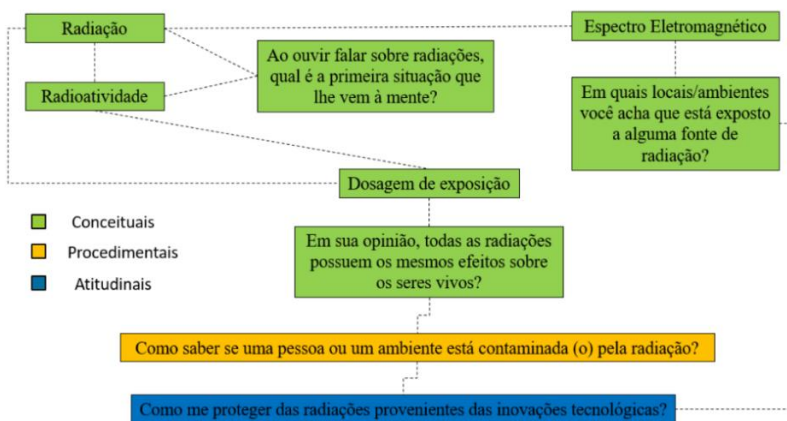 Radiação
Espectro Eletromagnético
Ao ouvir falar sobre radiações,
qual é a primeira situação que
lhe vem à mente?
Radioatividade
Em quais locais/ambientes
você acha que está exposto
a alguma fonte de
radiação?
Dosagem de exposição
Conceituais
Procedimentais
Atitudinais
Em sua opinião, todas as radiações
possuem os mesmos efeitos sobre
os seres vivos?
Como saber se uma pessoa ou um ambiente está contaminada (o) pela radiação?
Como me proteger das radiações provenientes das inovações tecnológicas?